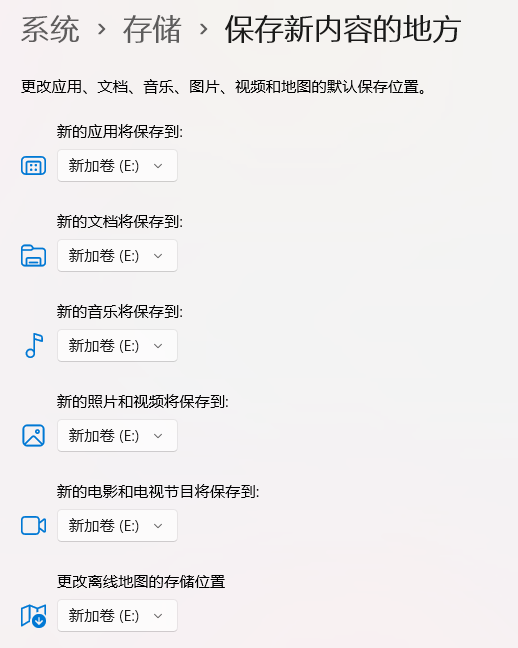 系统 › 存储 › 保存新内容的地方
更改应用、文档、音乐、图片、视频和地图的默认保存位置。
新的应用将保存到:
新加卷 (E:)
新的文档将保存到:
新加卷 (E:)
新的音乐将保存到:
新加卷 (E:)
新的照片和视频将保存到:
新加卷 (E:)
新的电影和电视节目将保存到:
新加卷 (E:)
更改离线地图的存储位置
新加卷 (E:)